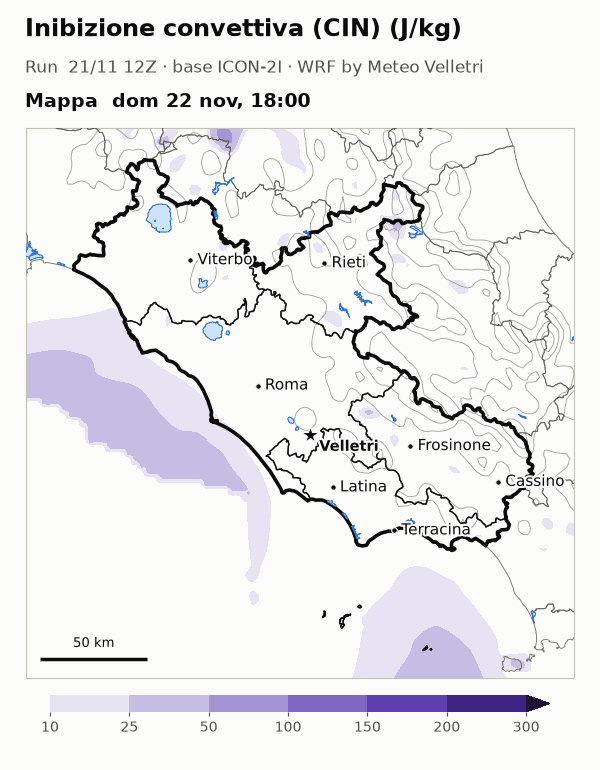 Inibizione convettiva (CIN) (J/kg)
Run 21/11 12Z · base ICON-2I · WRF by Meteo Velletri
Mappa dom 22 nov, 18:00
Viterbo
Rieti
Roma
Velletri
Frosinone
Cassino
Latina
Terracina
50 km
10 25 50 100 150 200 300